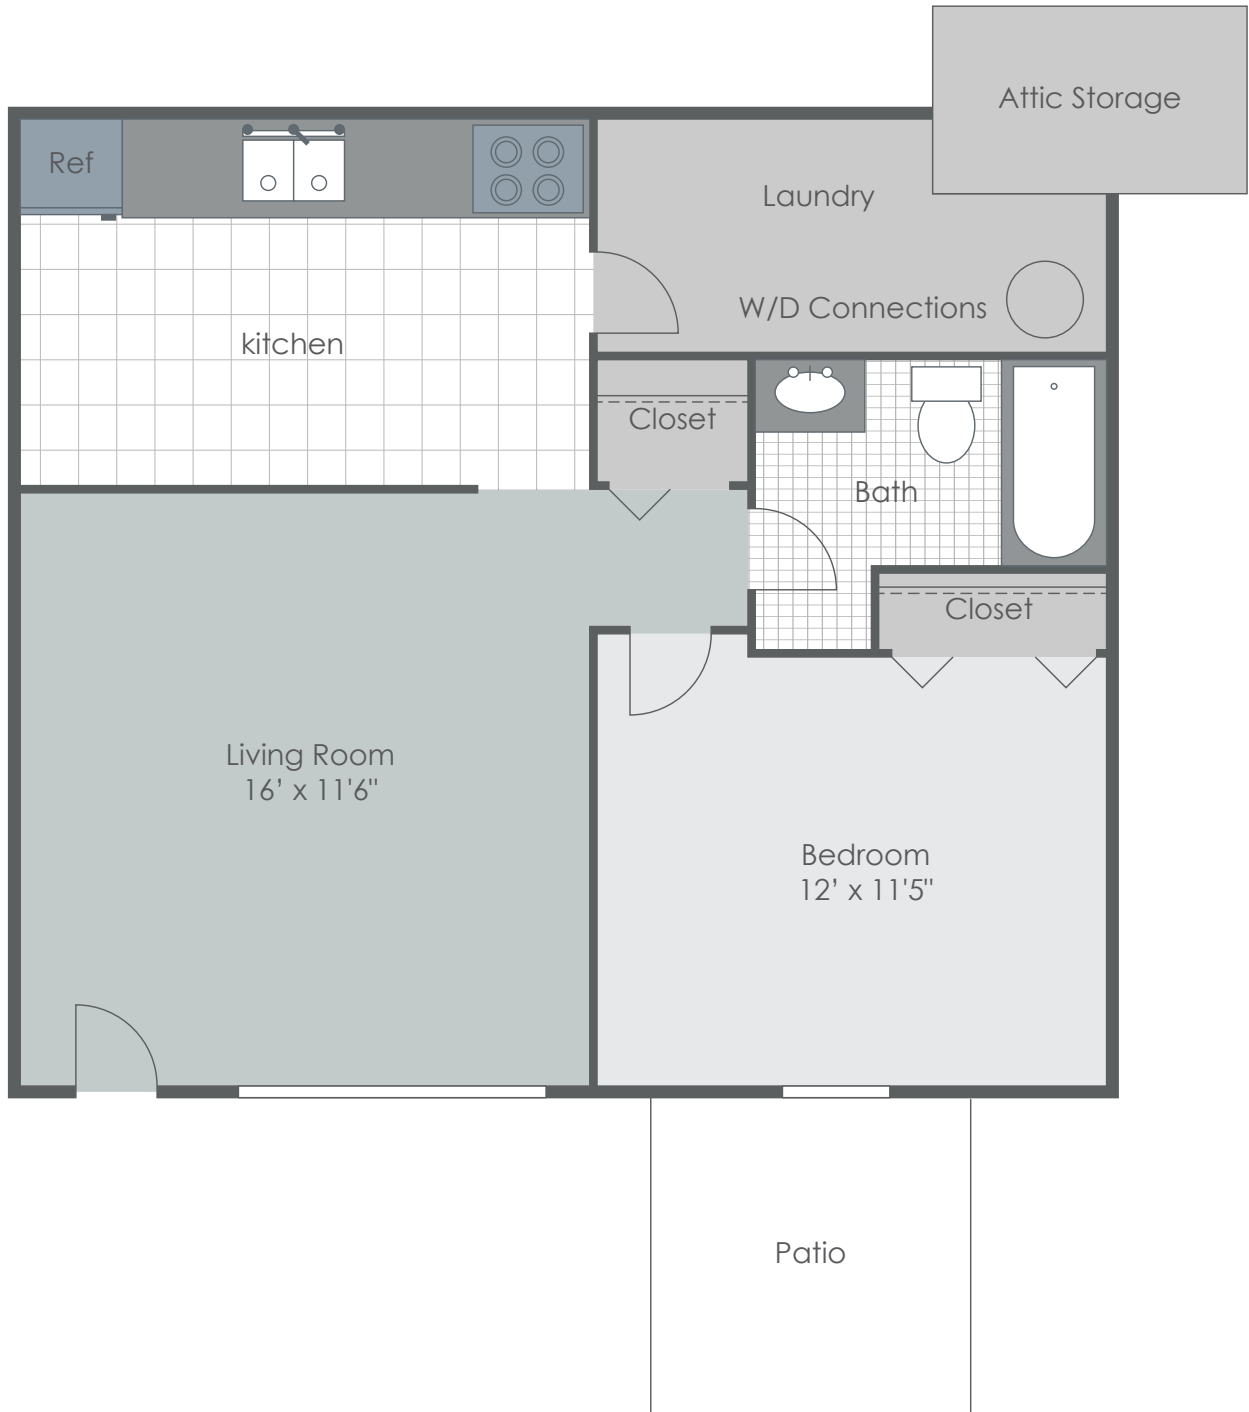 Attic Storage
Ref
Laundry
W/D Connections
kitchen
Closet
Bath
Closet
Living Room
16’ x 11'6"
Bedroom
12’ x 11'5"
Patio